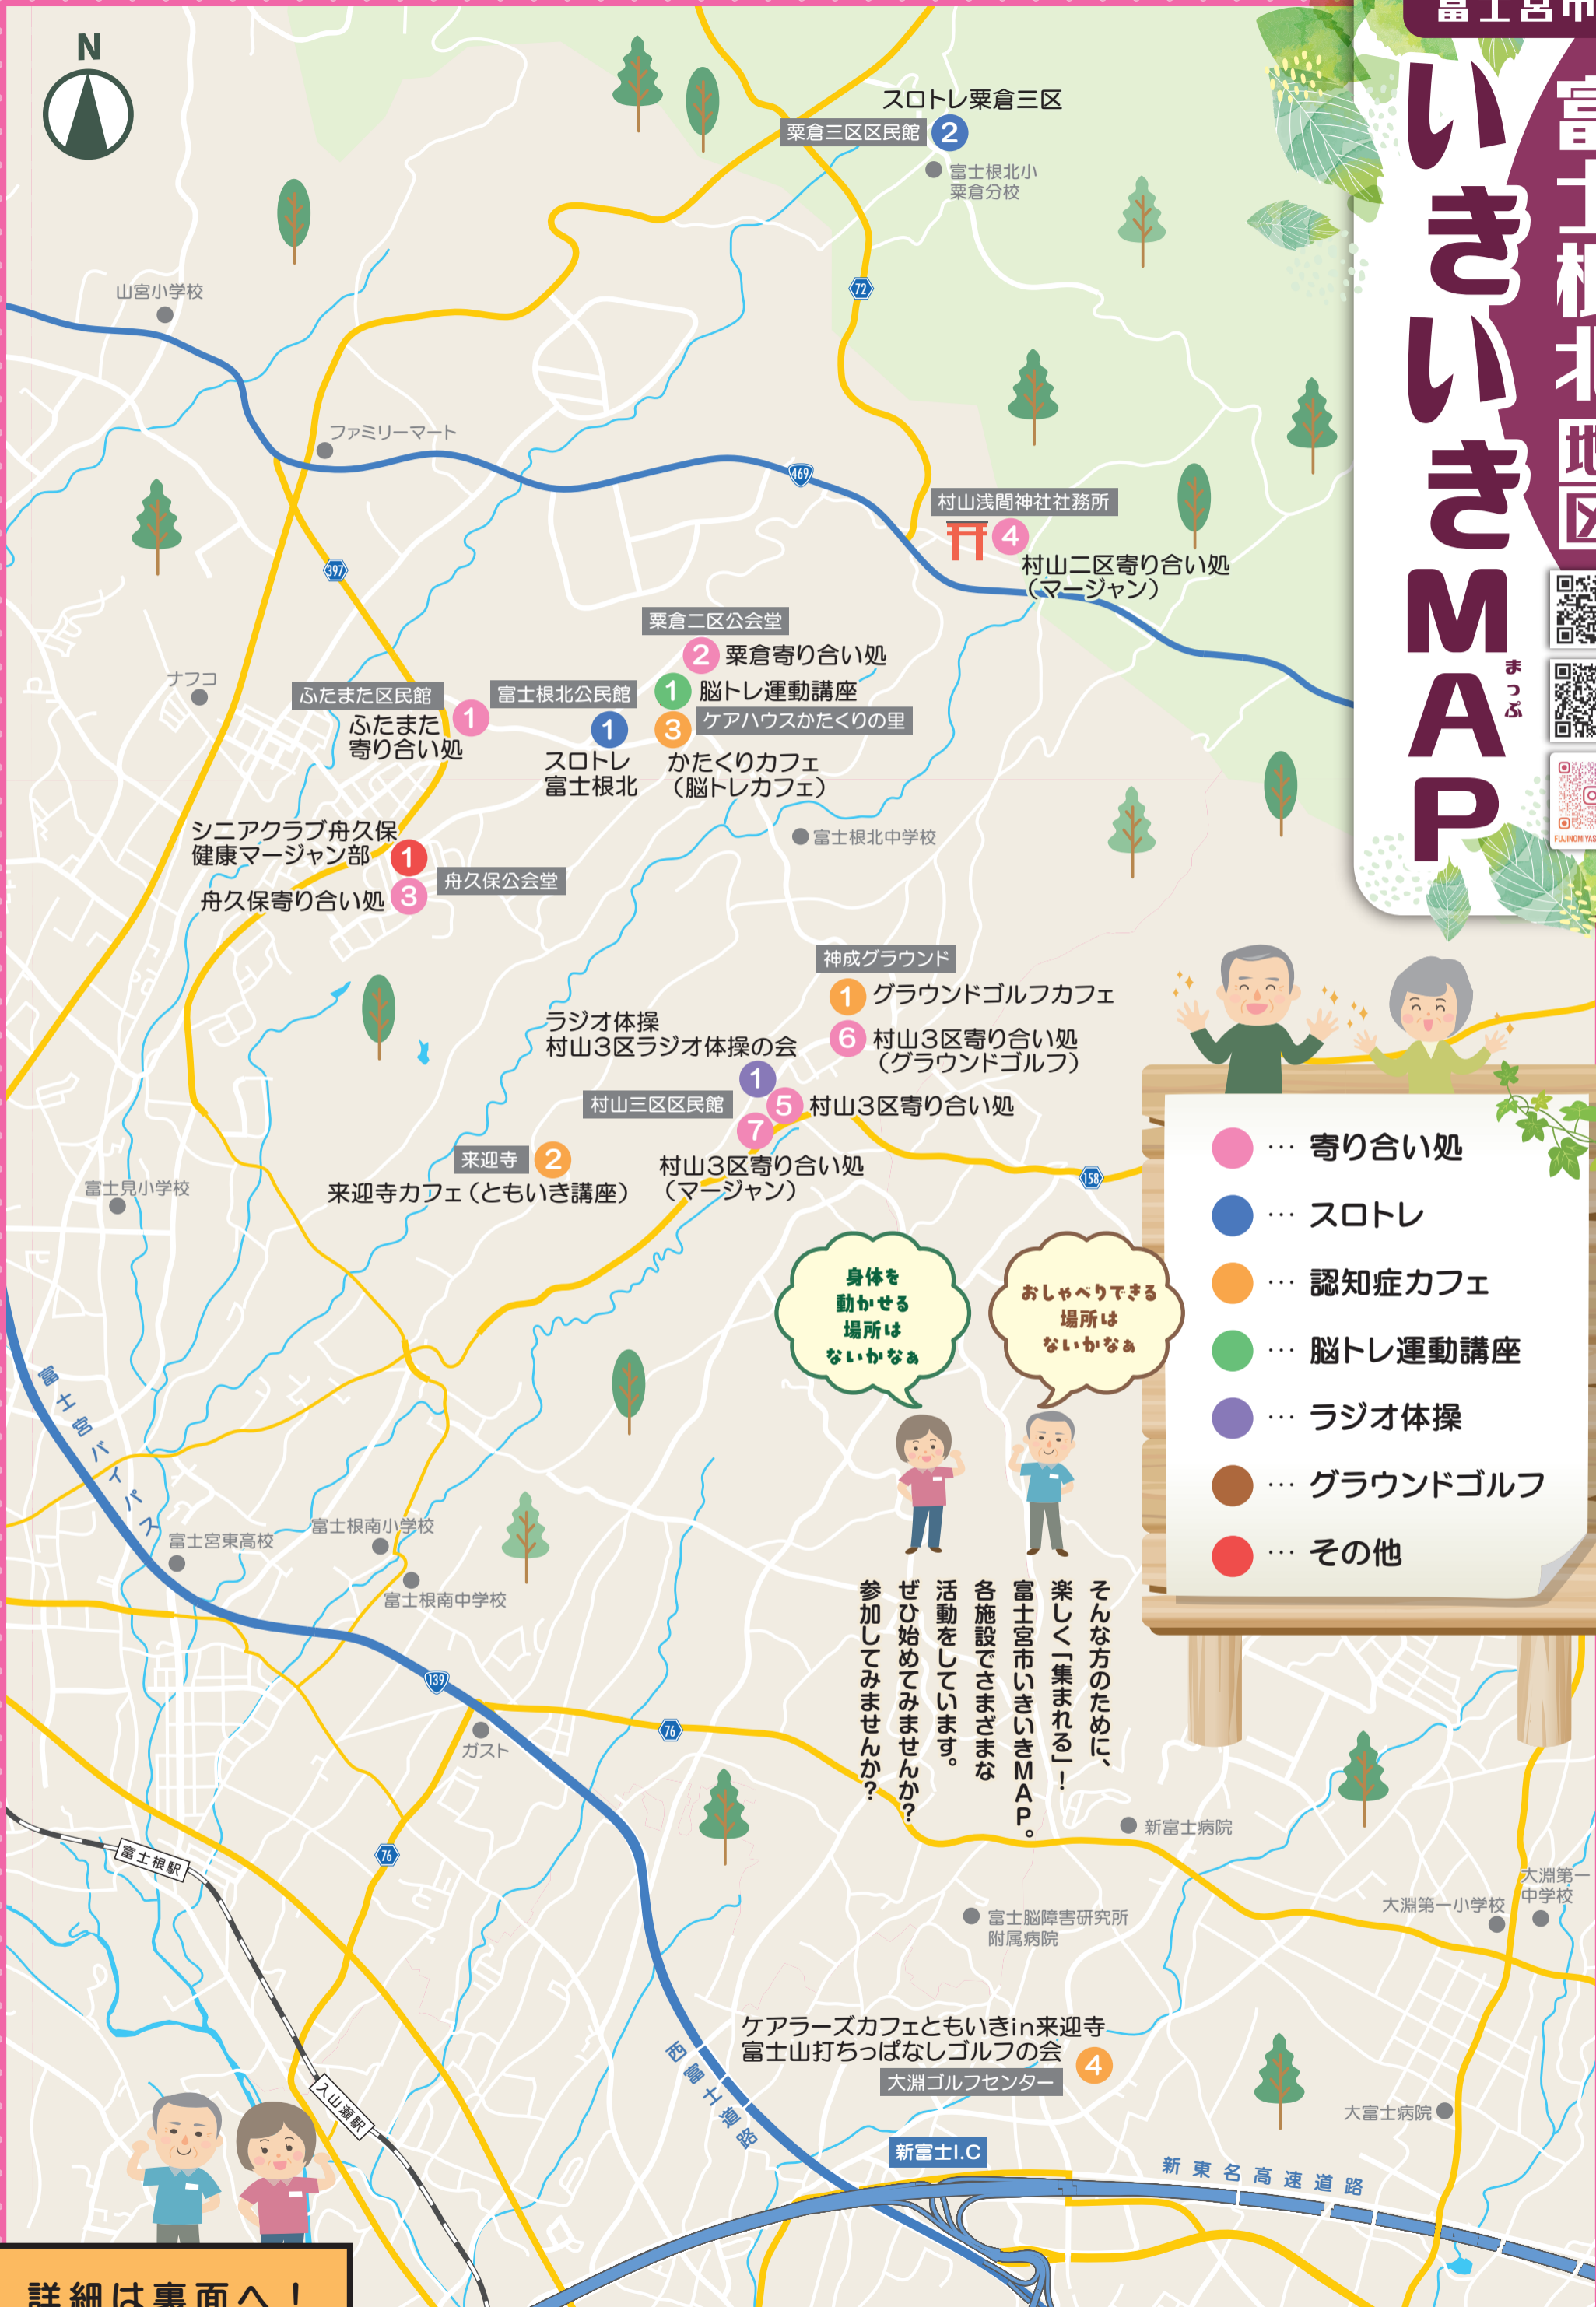 富士宮市
いきいきMAP
まっぷ
富士根北地区
FUJINOMIYAS
N
スロトレ粟倉三区
粟倉三区区民館
2
富士根北小
粟倉分校
山宮小学校
72
ファミリーマート
469
村山浅間神社社務所
4
村山二区寄り合い処
（マージャン）
397
粟倉二区公会堂
2
粟倉寄り合い処
ナフコ
ふたまた区民館
1
ふたまた
寄り合い処
富士根北公民館
1
脳トレ運動講座
1
スロトレ
富士根北
3
ケアハウスかたくりの里
かたくりカフェ
（脳トレカフェ）
シニアクラブ舟久保
健康マージャン部
1
舟久保公会堂
舟久保寄り合い処
3
富士根北中学校
神成グラウンド
1
グラウンドゴルフカフェ
6
村山3区寄り合い処
（グラウンドゴルフ）
ラジオ体操
村山3区ラジオ体操の会
1
村山三区区民館
5
村山3区寄り合い処
7
村山3区寄り合い処
（マージャン）
来迎寺
2
来迎寺カフェ（ともいき講座）
富士見小学校
158
… 寄り合い処
… スロトレ
… 認知症カフェ
… 脳トレ運動講座
… ラジオ体操
… グラウンドゴルフ
… その他
身体を
動かせる
場所は
ないかなぁ
おしゃべりできる
場所は
ないかなぁ
そんな方のために、
楽しく「集まれる」！
富士宮市いきいきMAP。
各施設でさまざまな
活動をしています。
ぜひ始めてみませんか？
参加してみませんか？
富士宮バイパス
富士宮東高校
富士根南小学校
富士根南中学校
139
ガスト
76
76
富士根駅
新富士病院
大淵第一小学校
大淵第一
中学校
富士脳障害研究所
附属病院
ケアラーズカフェともいきin来迎寺
富士山打ちっぱなしゴルフの会
4
大淵ゴルフセンター
西富士道路
入山瀬駅
大富士病院
新富士I.C
新東名高速道路
詳細は裏面へ！